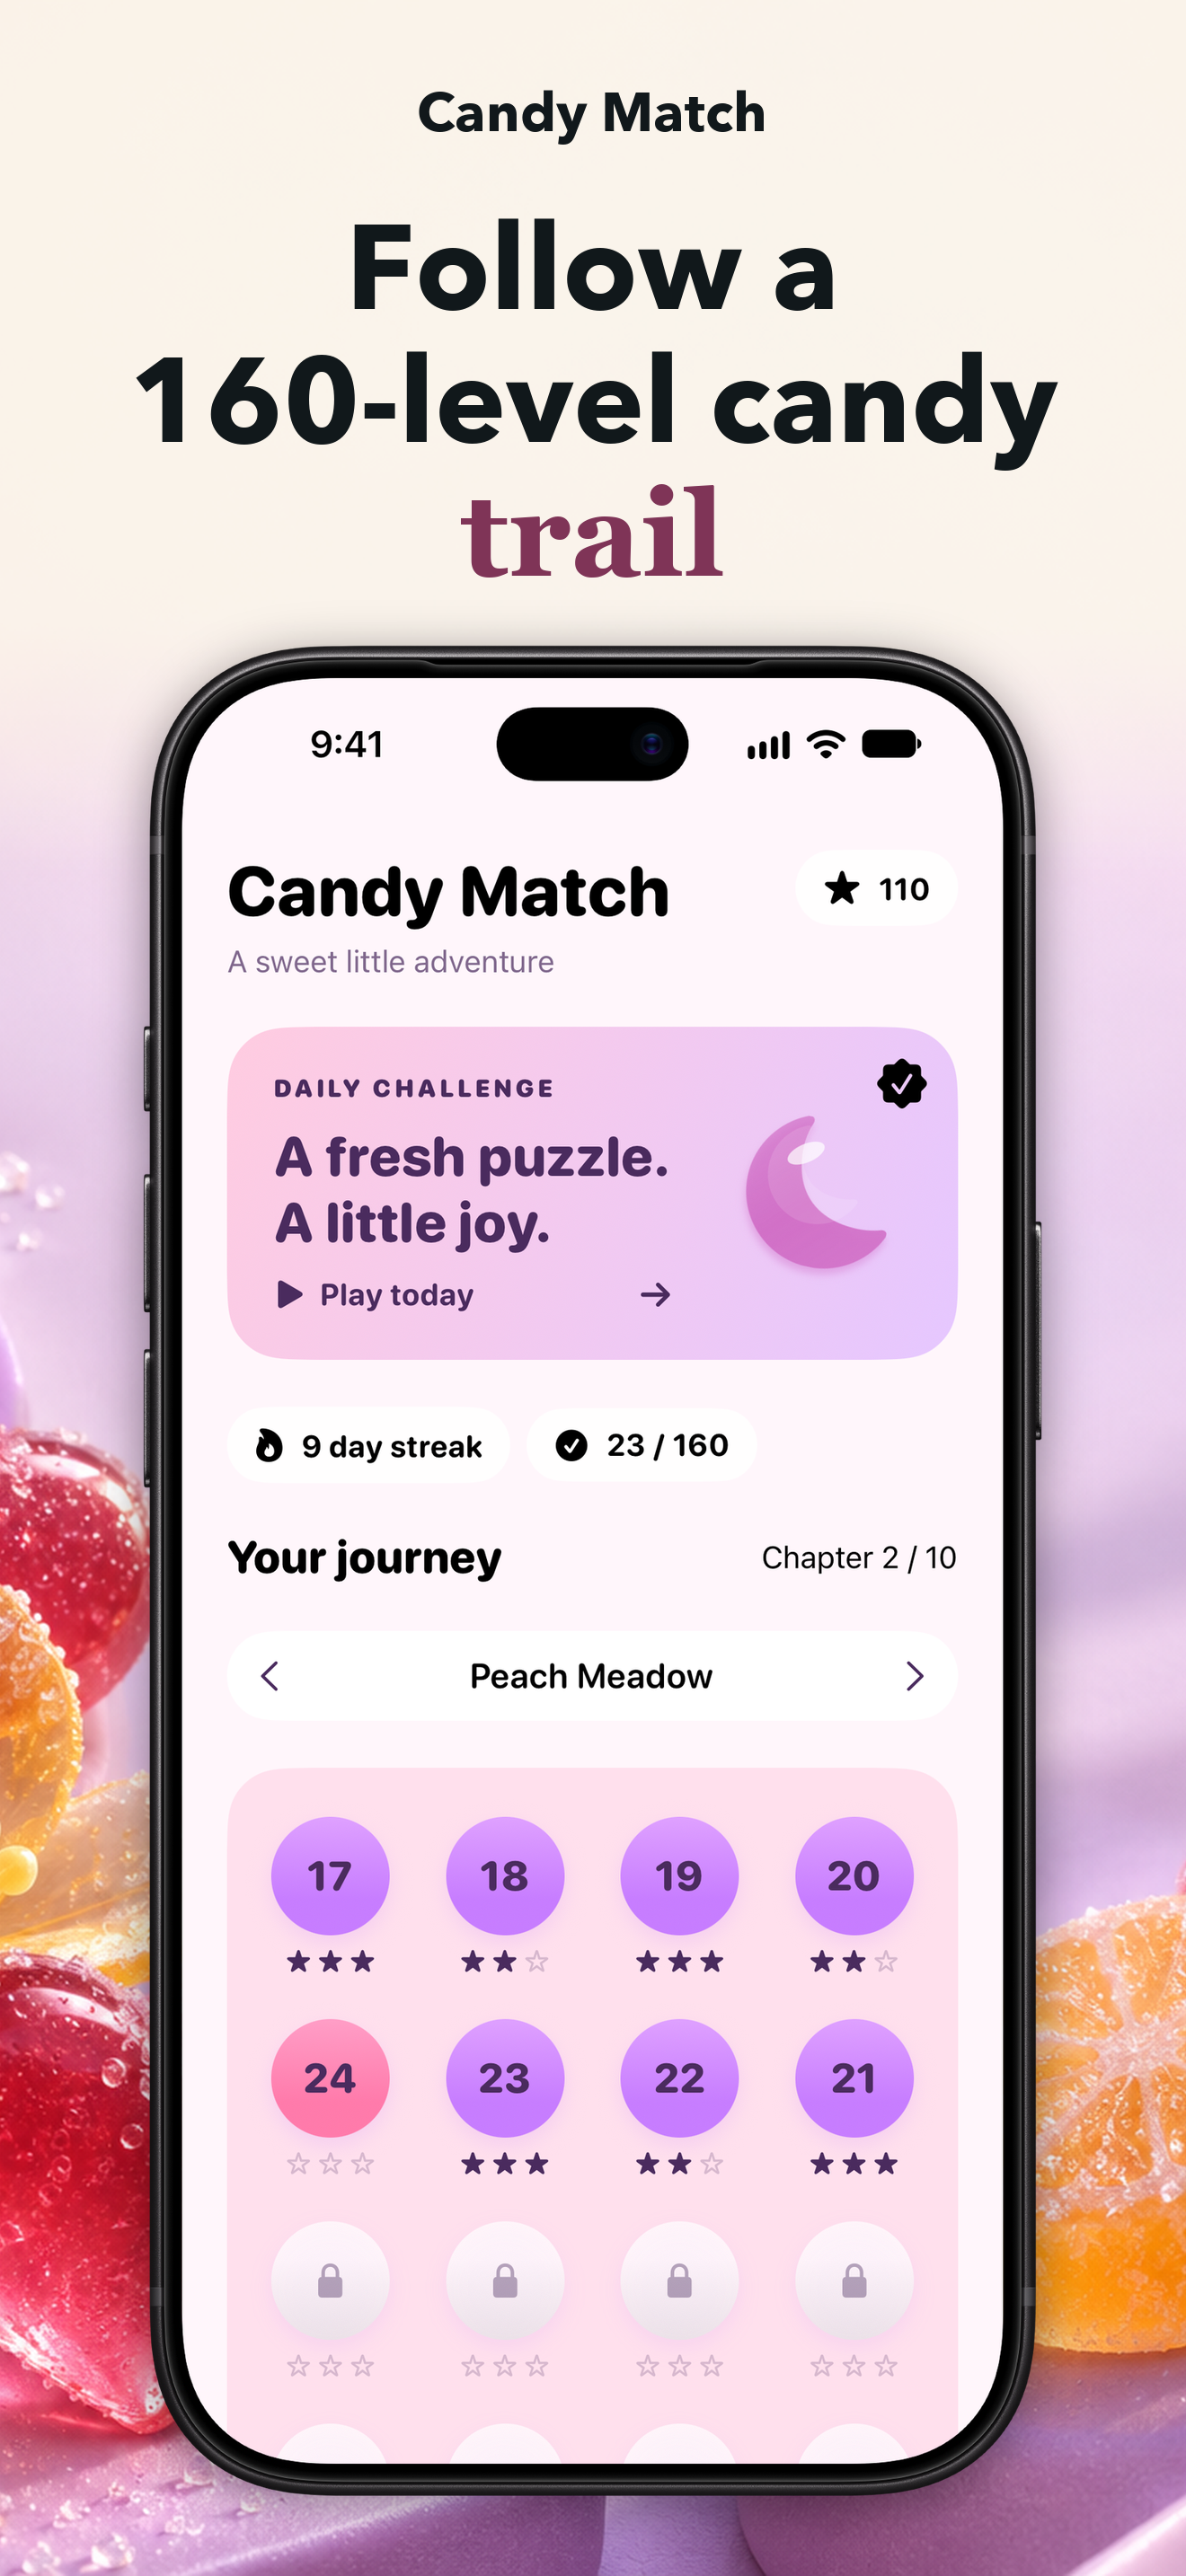 Candy Match
Follow a
160-level candy
trail
9:41
Candy Match
110
A sweet little adventure
DAILY CHALLENGE
A fresh puzzle.
A little joy.
Play today
9 day streak
23 / 160
Your journey
Chapter 2 / 10
Peach Meadow
17 18 19 20
24 23 22 21